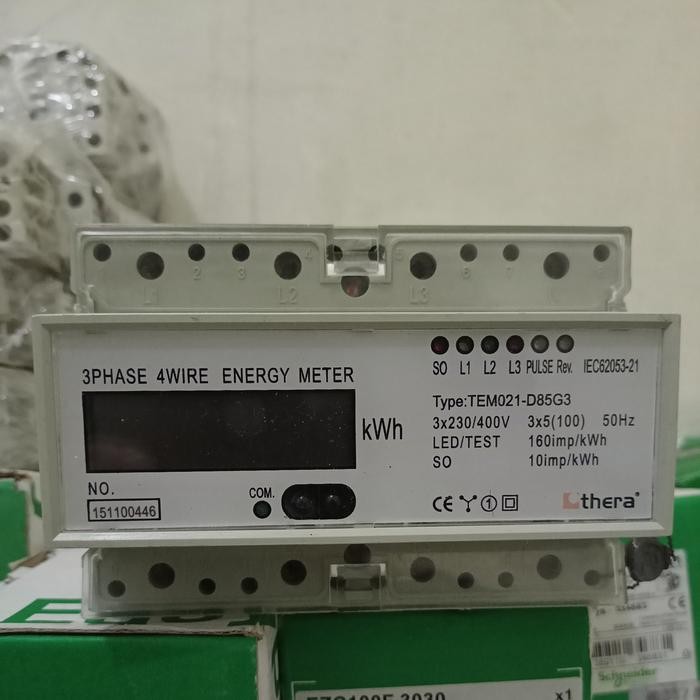 L1 2 3 L2 4 5 L3 6 7
SO L1 L2 L3 PULSE Rev. IEC62053-21
3PHASE 4WIRE ENERGY METER
Type:TEM021-D85G3
3x230/400V 3x5(100) 50Hz
kWh
LED/TEST 160imp/kWh
SO 10imp/kWh
NO.
151100446
COM.
CE 1 thera®
Schneider
x1